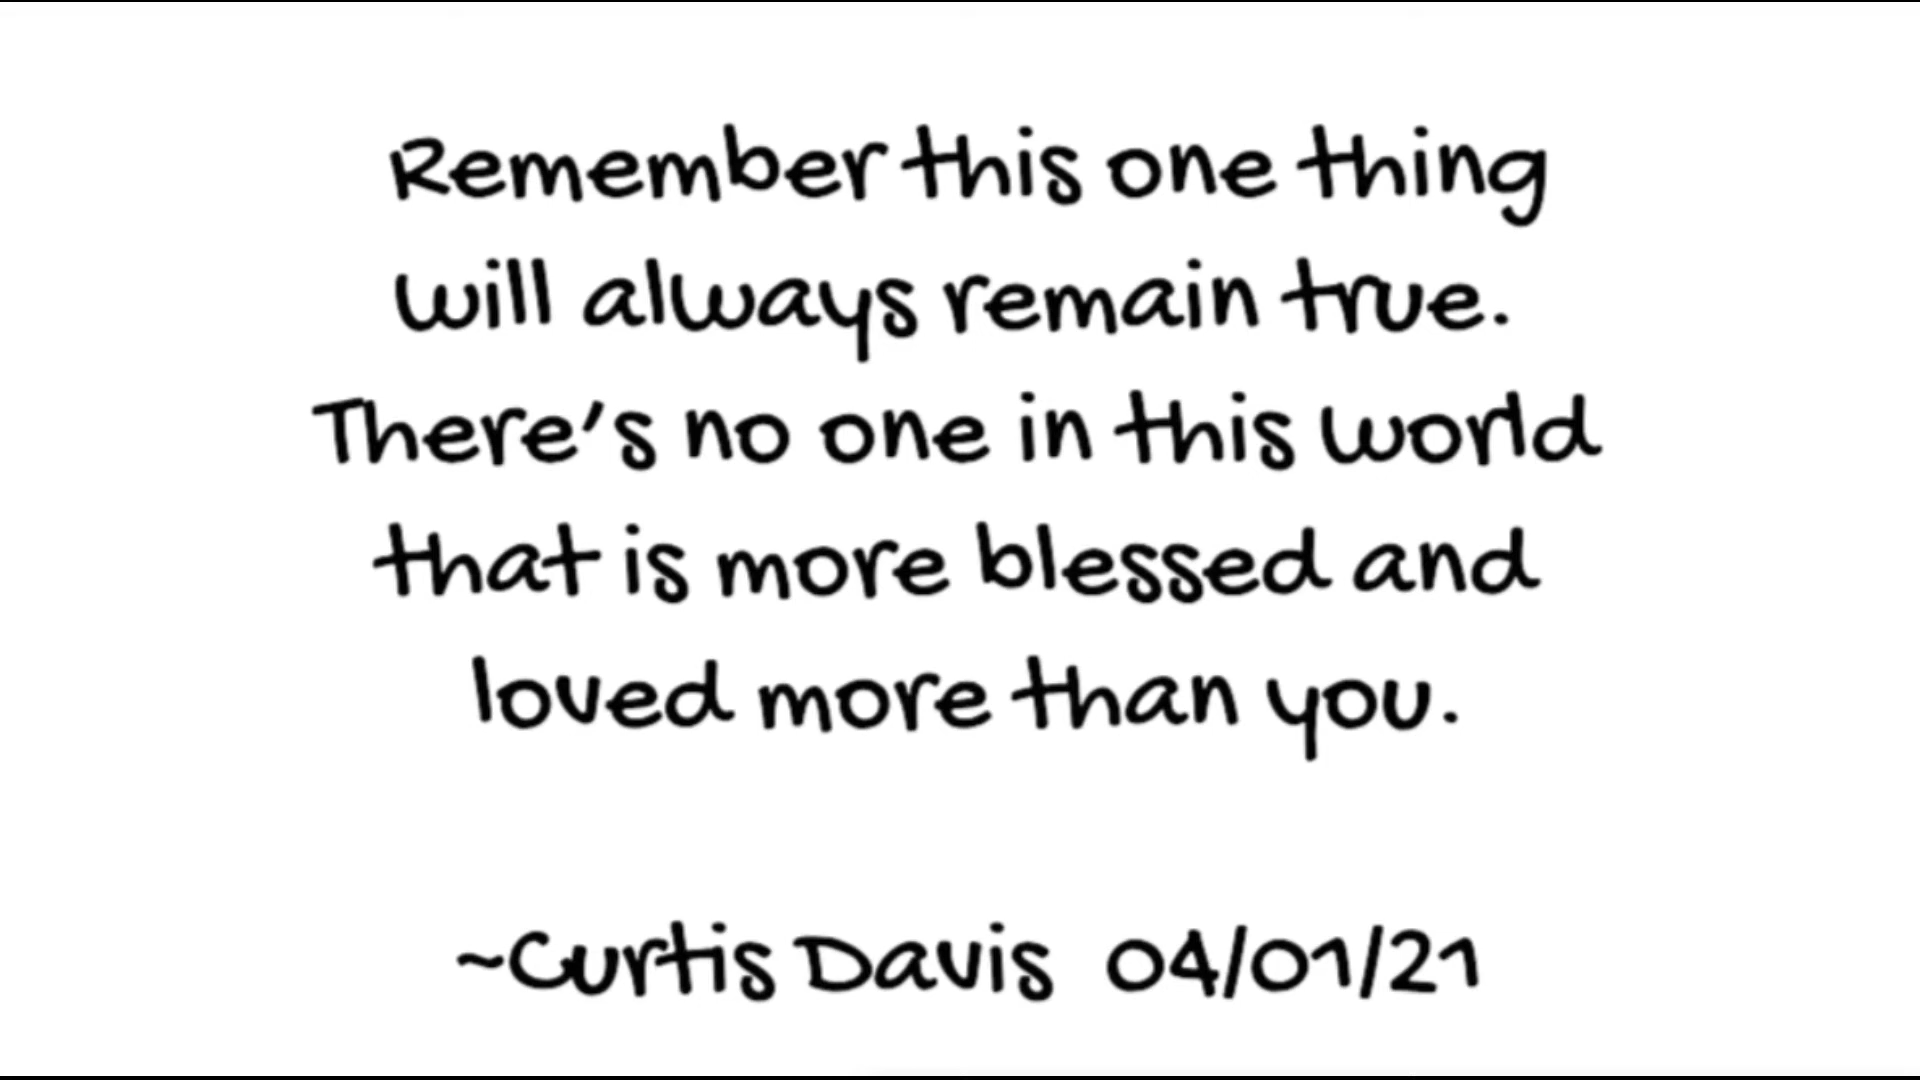 Remember this one thing
will always remain true.
There's no one in this world
that is more blessed and
loved more than you.
~Curtis Davis 04/01/21